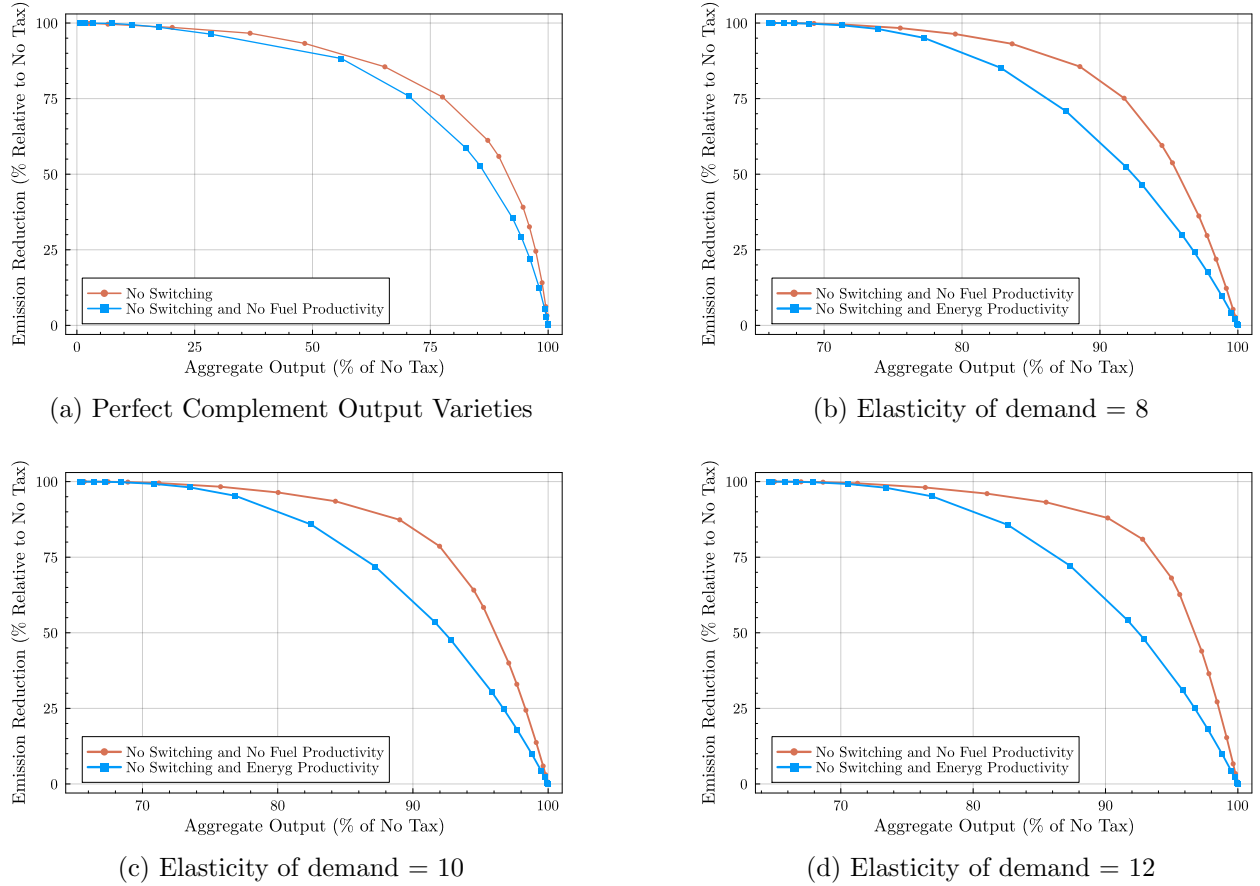 Emission Reduction (% Relative to No Tax)
100
75
50
25
0
No Switching
No Switching and No Fuel Productivity
0 25 50 75 100
Aggregate Output (% of No Tax)
(a) Perfect Complement Output Varieties
Emission Reduction (% Relative to No Tax)
100
75
50
25
0
No Switching and No Fuel Productivity
No Switching and Eneryg Productivity
70 80 90 100
Aggregate Output (% of No Tax)
(b) Elasticity of demand = 8
Emission Reduction (% Relative to No Tax)
100
75
50
25
0
No Switching and No Fuel Productivity
No Switching and Eneryg Productivity
70 80 90 100
Aggregate Output (% of No Tax)
(c) Elasticity of demand = 10
Emission Reduction (% Relative to No Tax)
100
75
50
25
0
No Switching and No Fuel Productivity
No Switching and Eneryg Productivity
70 80 90 100
Aggregate Output (% of No Tax)
(d) Elasticity of demand = 12